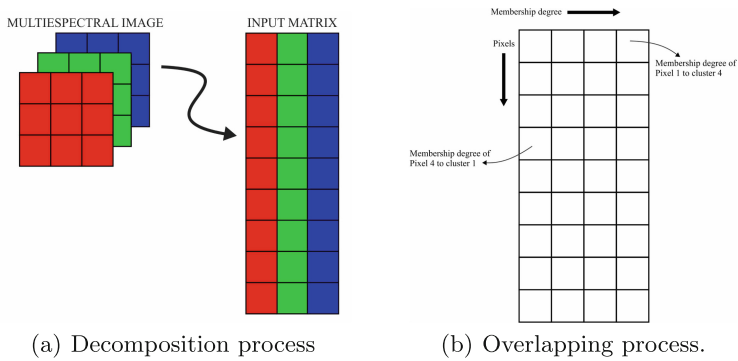 MULTIESPECTRAL IMAGE
INPUT MATRIX
(a) Decomposition process
Membership degree
Pixels
Membership degree of
Pixel 1 to cluster 4
Membership degree of
Pixel 4 to cluster 1
(b) Overlapping process.